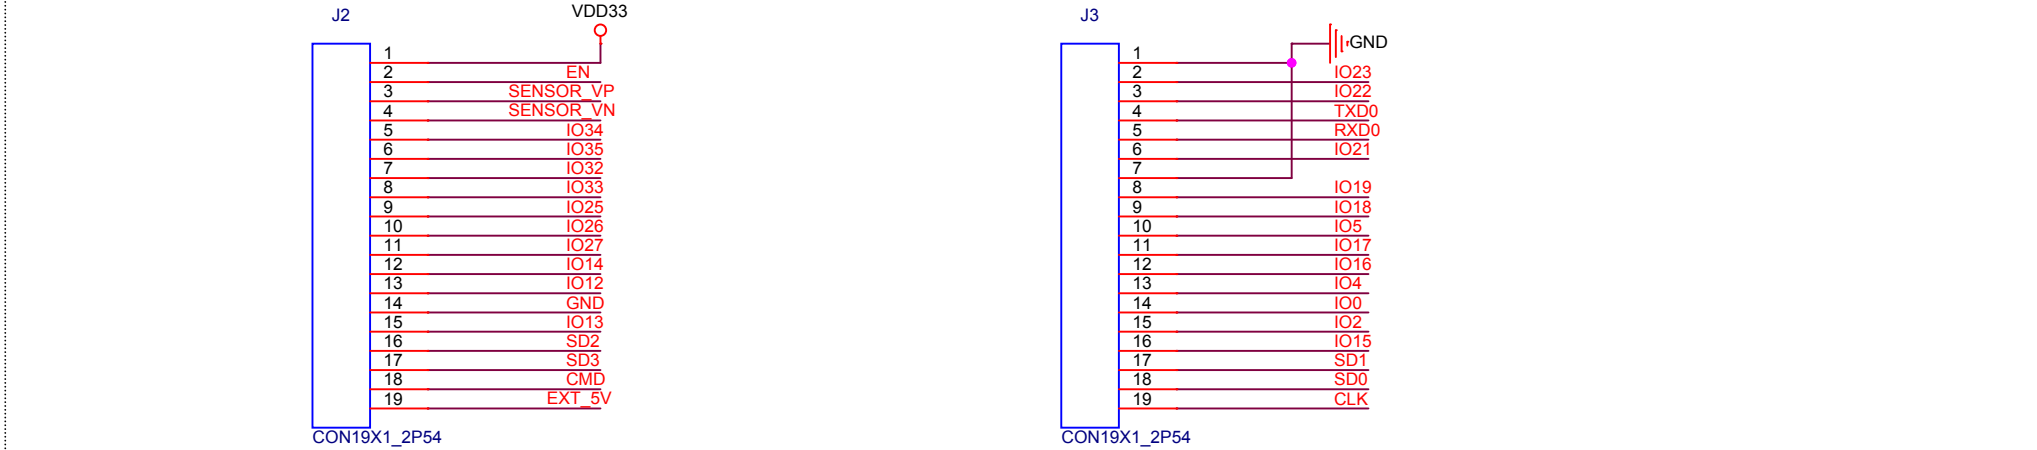 J2
VDD33
1
2 EN
3 SENSOR_VP
4 SENSOR_VN
5 IO34
6 IO35
7 IO32
8 IO33
9 IO25
10 IO26
11 IO27
12 IO14
13 IO12
14 GND
15 IO13
16 SD2
17 SD3
18 CMD
19 EXT_5V
CON19X1_2P54
J3
GND
1
2 IO23
3 IO22
4 TXD0
5 RXD0
6 IO21
7
8 IO19
9 IO18
10 IO5
11 IO17
12 IO16
13 IO4
14 IO0
15 IO2
16 IO15
17 SD1
18 SD0
19 CLK
CON19X1_2P54